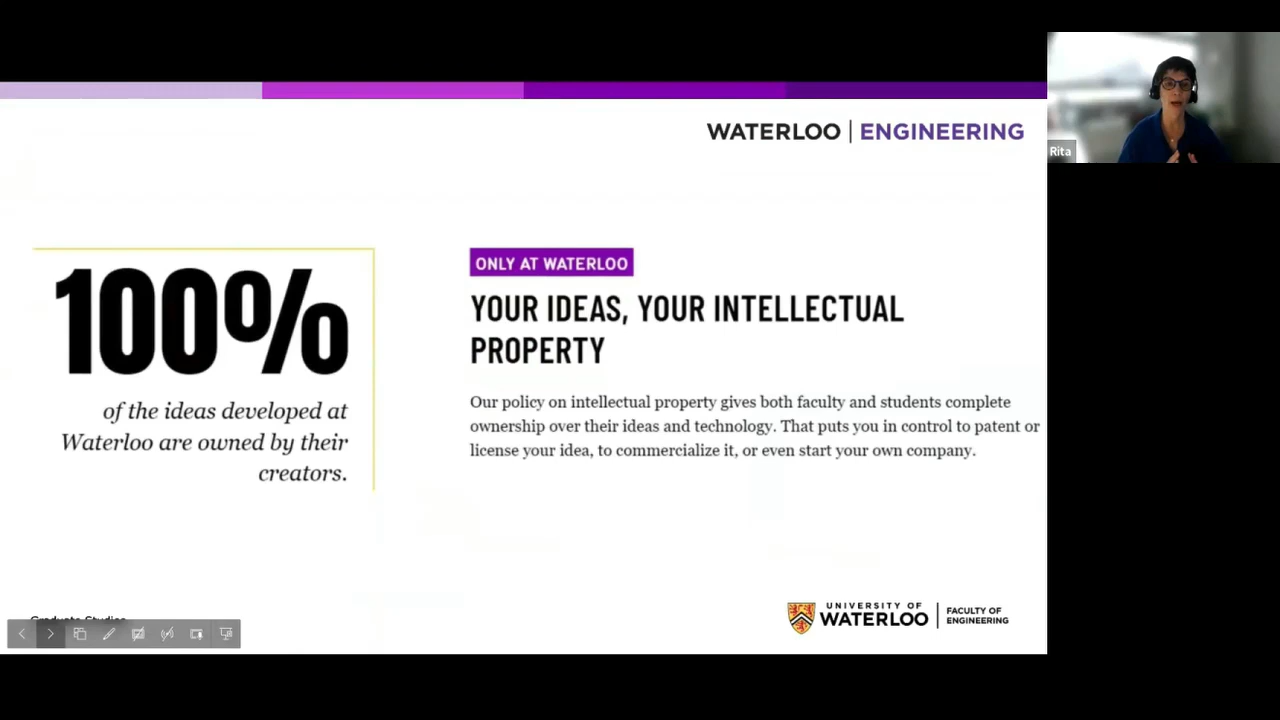 WATERLOO | ENGINEERING
Rita
100%
of the ideas developed at
Waterloo are owned by their
creators.
ONLY AT WATERLOO
YOUR IDEAS, YOUR INTELLECTUAL
PROPERTY
Our policy on intellectual property gives both faculty and students complete
ownership over their ideas and technology. That puts you in control to patent or
license your idea, to commercialize it, or even start your own company.
Graduate Studies
UNIVERSITY OF
WATERLOO
FACULTY OF
ENGINEERING